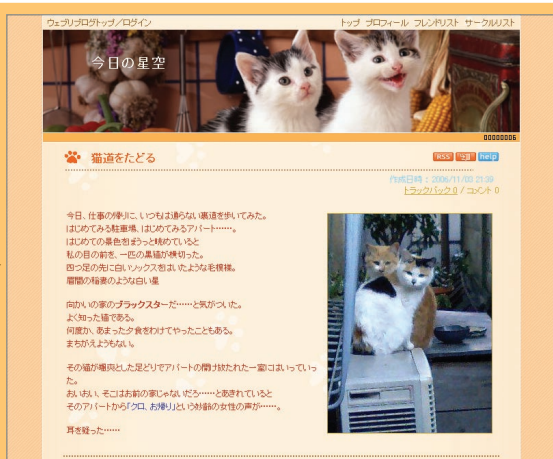 ウェブリブログトップ/ログイン
トップ プロフィール フレンドリスト サークルリスト
今日の星空
00000006
猫道をたどる
RSS help
作成日時 : 2006/11/03 21:39
トラックバック 0 / コメント 0
今日、仕事の帰りに、いつもは通らない裏道を歩いてみた。
はじめてみる駐車場、はじめてみるアパート……。
はじめての景色をぼうっと眺めていると
私の目の前を、一匹の黒猫が横切った。
四つ足の先に白いソックスをはいたような毛模様。
眉間の稲妻のような白い星
向かいの家のブラックスターだ……と気がついた。
よく知った猫である。
何度か、あまった夕食をわけてやったこともある。
まちがえようもない。
その猫が颯爽とした足どりでアパートの開け放たれた一室にはいっていっ
た。
おいおい、そこはお前の家じゃないだろ……とあきれていると
そのアパートから「クロ、お帰り」という妙齢の女性の声が……。
耳を疑った……